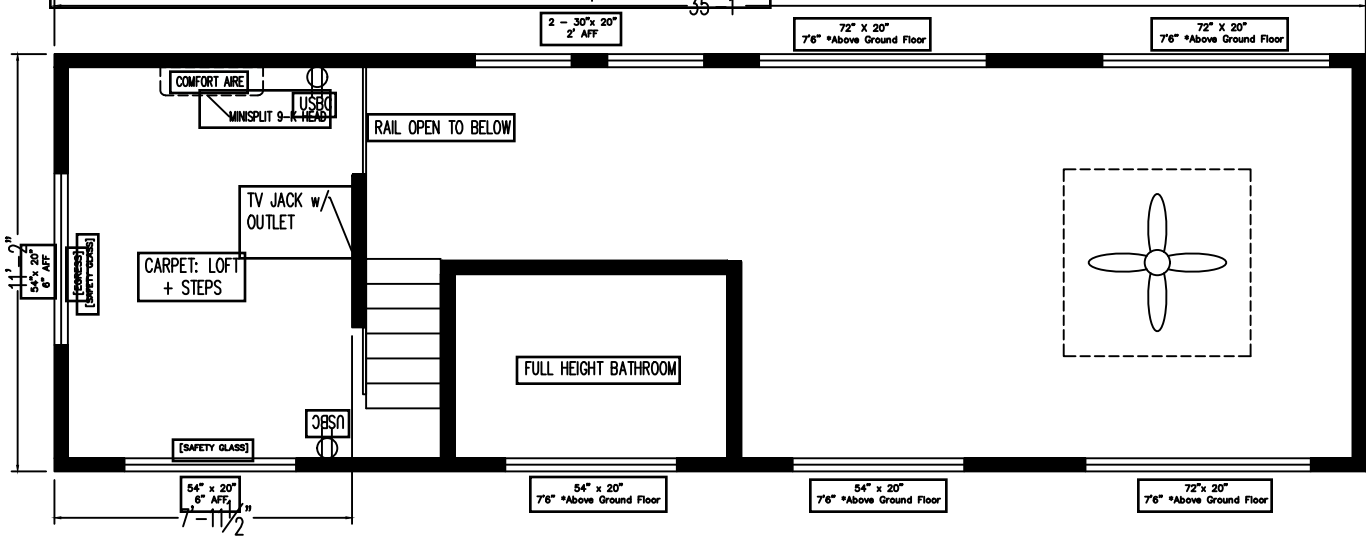 35'-1"
2 - 30"x 20"
2' AFF
72" X 20"
7'6" *Above Ground Floor
72" X 20"
7'6" *Above Ground Floor
COMFORT AIRE
USBC
MINISPLIT 9-K HEAD
RAIL OPEN TO BELOW
TV JACK w/
OUTLET
11'-2"
54"x 20"
6" AFF
[EGRESS]
[SAFETY GLASS]
CARPET: LOFT
+ STEPS
FULL HEIGHT BATHROOM
USBC
[SAFETY GLASS]
54" x 20"
6" AFF
7'-11 1/2"
54" x 20"
7'6" *Above Ground Floor
54" x 20"
7'6" *Above Ground Floor
72"x 20"
7'6" *Above Ground Floor